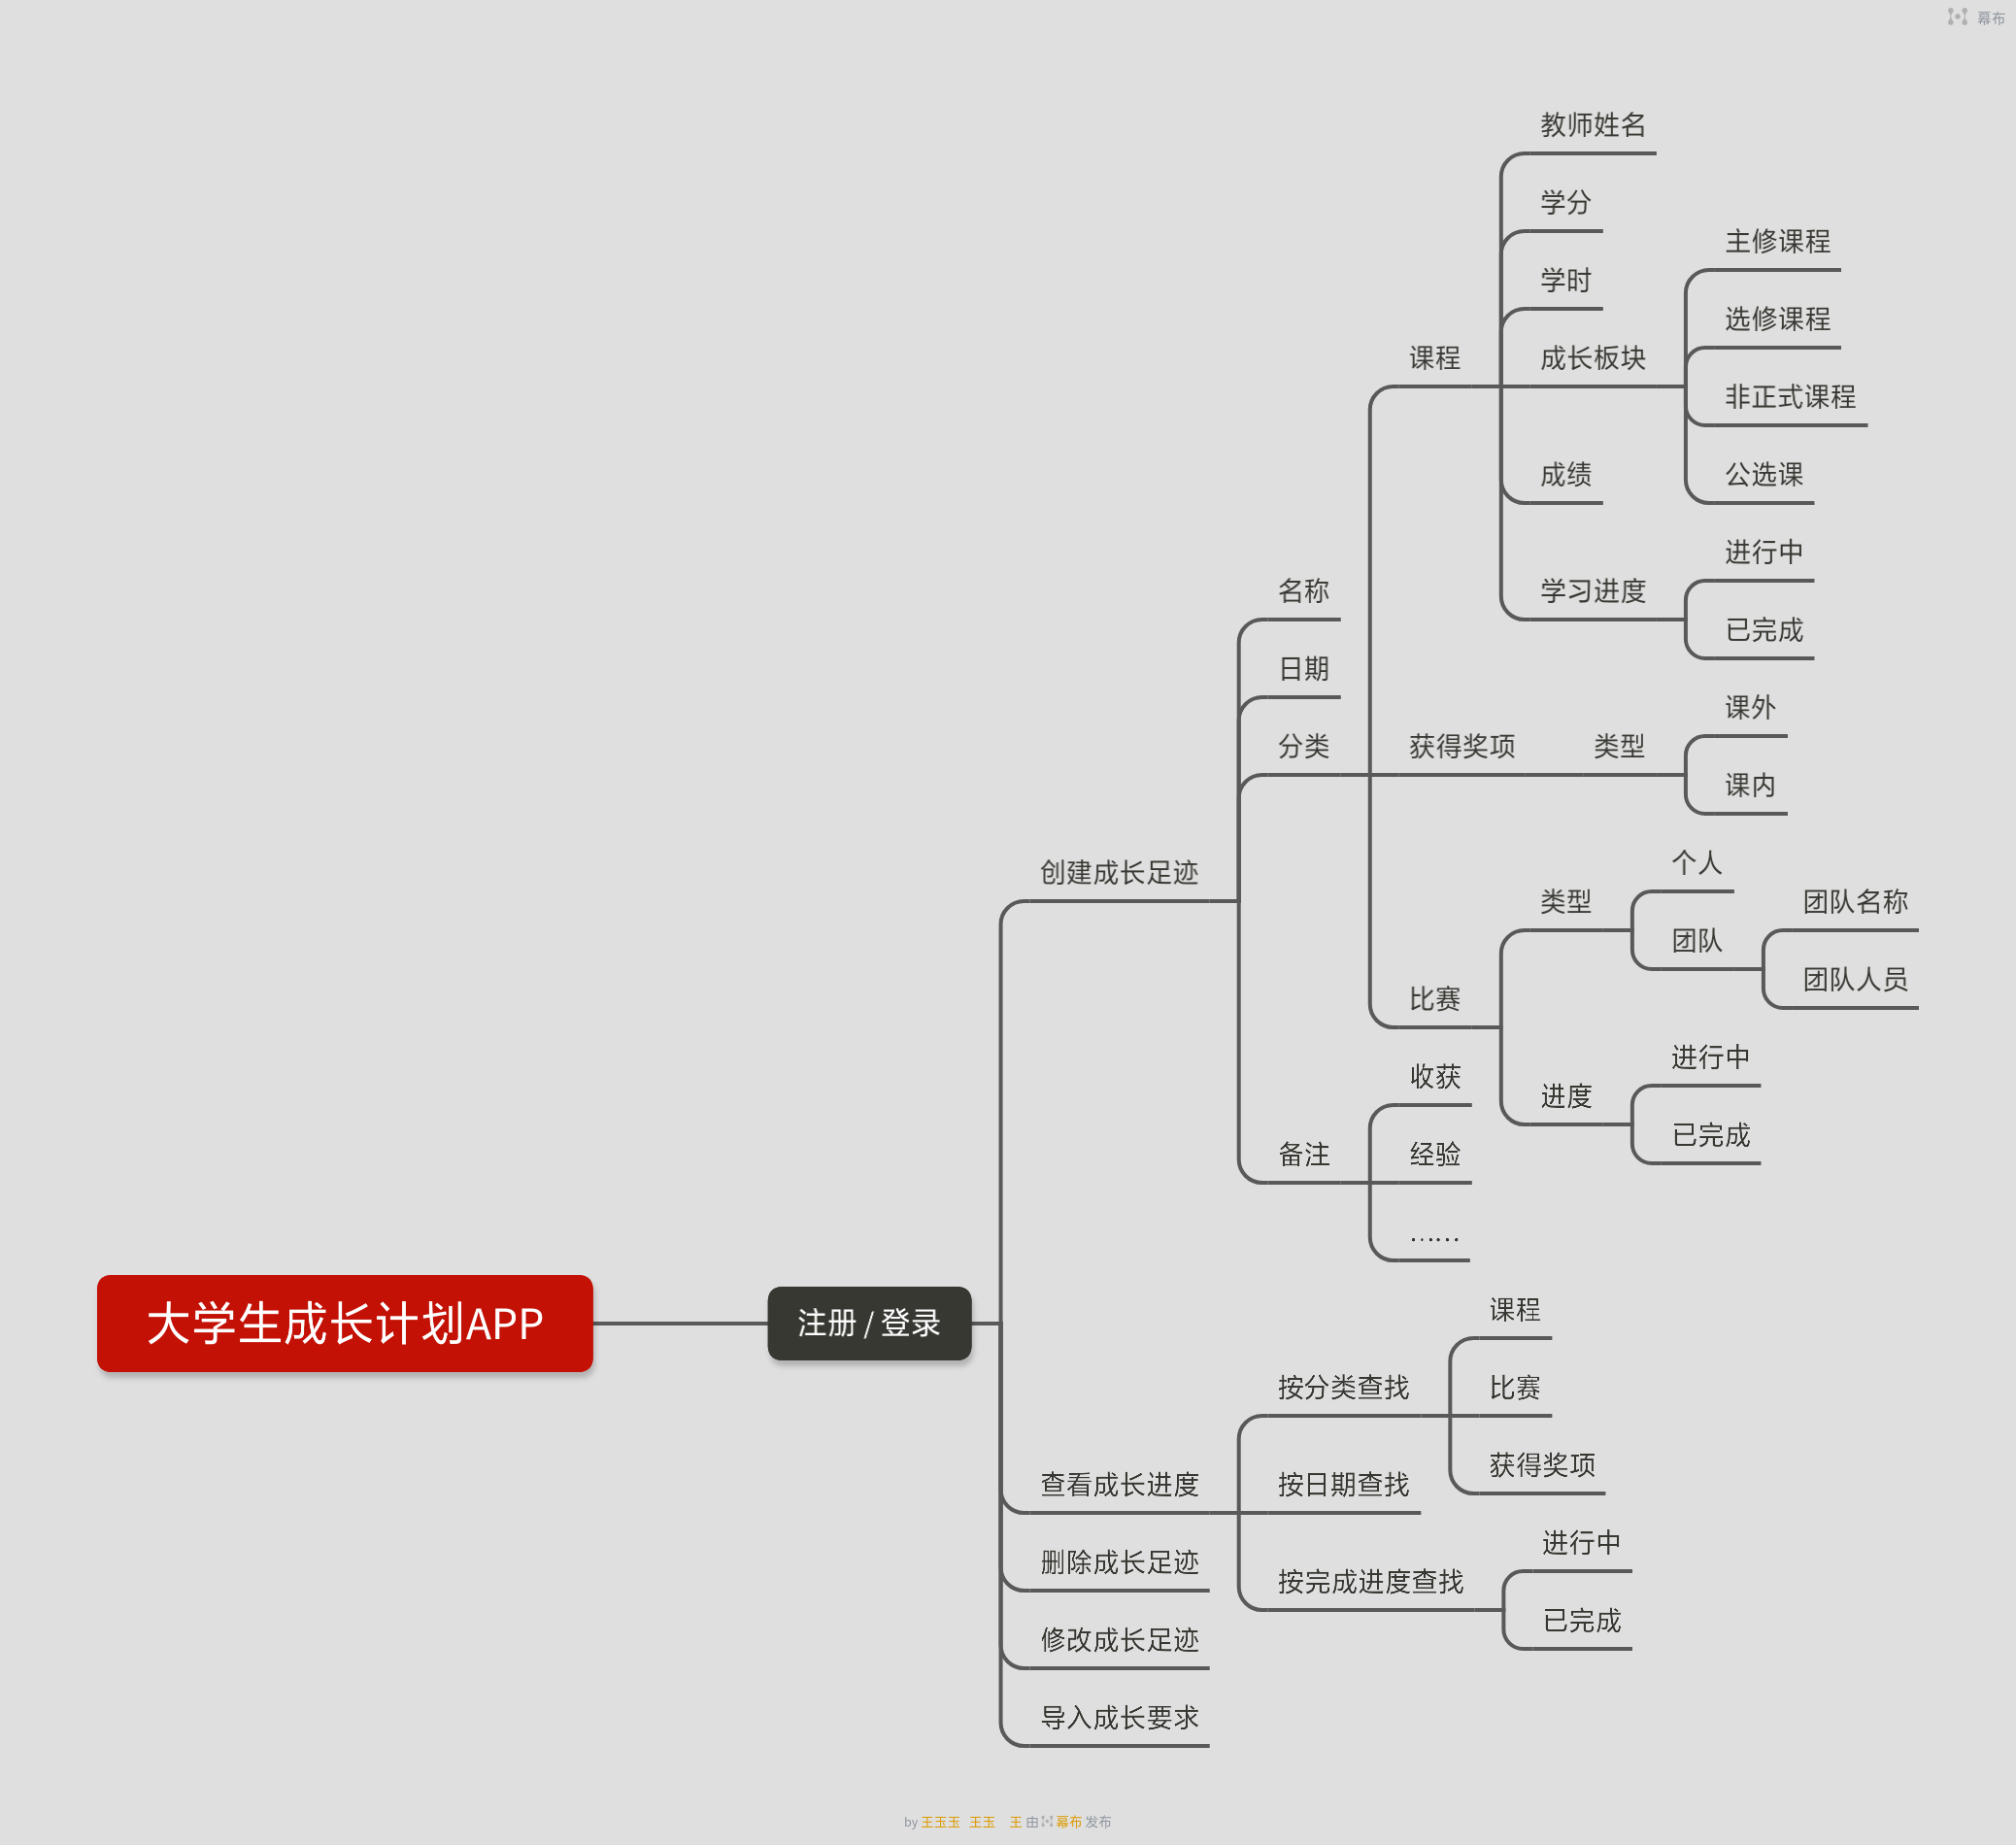 幕布
大学生成长计划APP
注册 / 登录
创建成长足迹
名称
日期
分类
课程
教师姓名
学分
学时
成长板块
主修课程
选修课程
非正式课程
公选课
成绩
学习进度
进行中
已完成
获得奖项
类型
课外
课内
比赛
类型
个人
团队
团队名称
团队人员
进度
进行中
已完成
备注
收获
经验
……
查看成长进度
按分类查找
课程
比赛
获得奖项
按日期查找
按完成进度查找
进行中
已完成
删除成长足迹
修改成长足迹
导入成长要求
by 王玉玉 王玉 王 由 幕布 发布